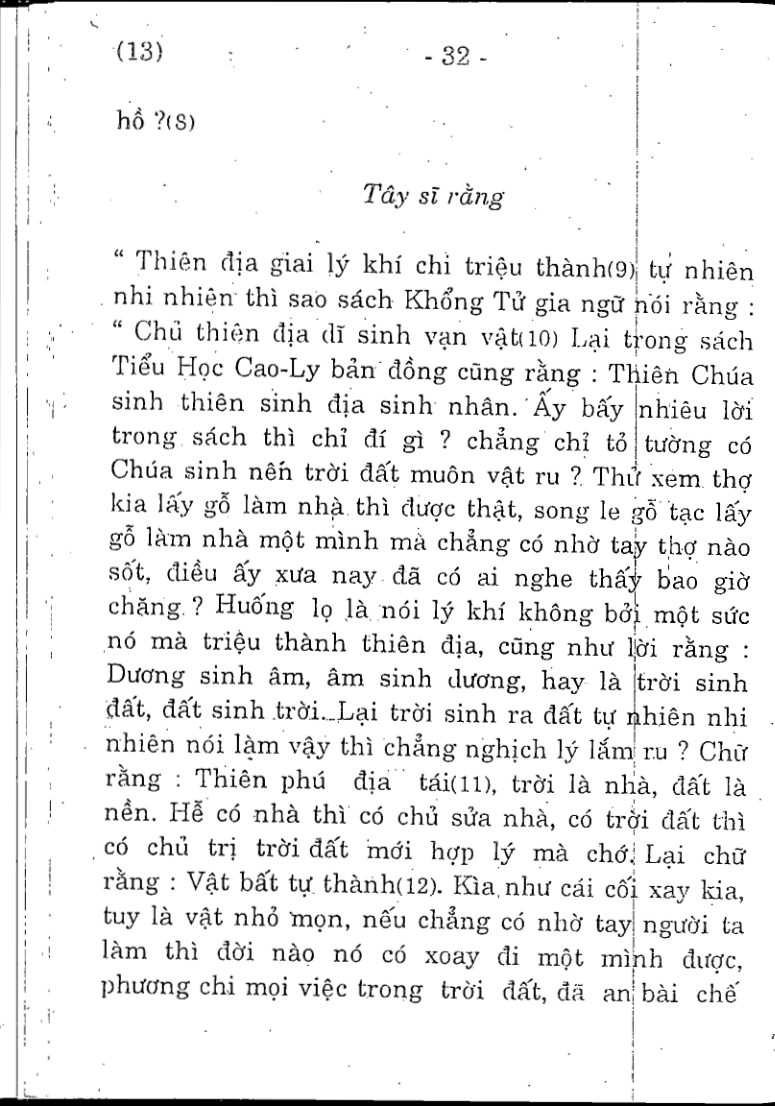 (13) - 32 -
hồ ?(8)
Tây sĩ rằng
“ Thiên địa giai lý khí chi triệu thành(9) tự nhiên
nhi nhiên thì sao sách Khổng Tử gia ngữ nói rằng :
“ Chủ thiên địa dĩ sinh vạn vật(10) Lại trong sách
Tiểu Học Cao-Ly bản đồng cũng rằng : Thiên Chúa
sinh thiên sinh địa sinh nhân. Ấy bấy nhiêu lời
trong sách thì chỉ đí gì ? chẳng chỉ tỏ tường có
Chúa sinh nến trời đất muôn vật ru ? Thử xem thợ
kia lấy gỗ làm nhà thì được thật, song le gỗ tạc lấy
gỗ làm nhà một mình mà chẳng có nhờ tay thợ nào
sốt, điều ấy xưa nay đã có ai nghe thấy bao giờ
chăng ? Huống lọ là nói lý khí không bởi một sức
nó mà triệu thành thiên địa, cũng như lời rằng :
Dương sinh âm, âm sinh dương, hay là trời sinh
đất, đất sinh trời. Lại trời sinh ra đất tự nhiên nhi
nhiên nói làm vậy thì chẳng nghịch lý lắm ru ? Chữ
rằng : Thiên phú địa tái(11), trời là nhà, đất là
nền. Hễ có nhà thì có chủ sửa nhà, có trời đất thì
có chủ trị trời đất mới hợp lý mà chớ. Lại chữ
rằng : Vật bất tự thành(12). Kìa như cái cối xay kia,
tuy là vật nhỏ mọn, nếu chẳng có nhờ tay người ta
làm thì đời nào nó có xoay đi một mình được,
phương chi mọi việc trong trời đất, đã an bài chế